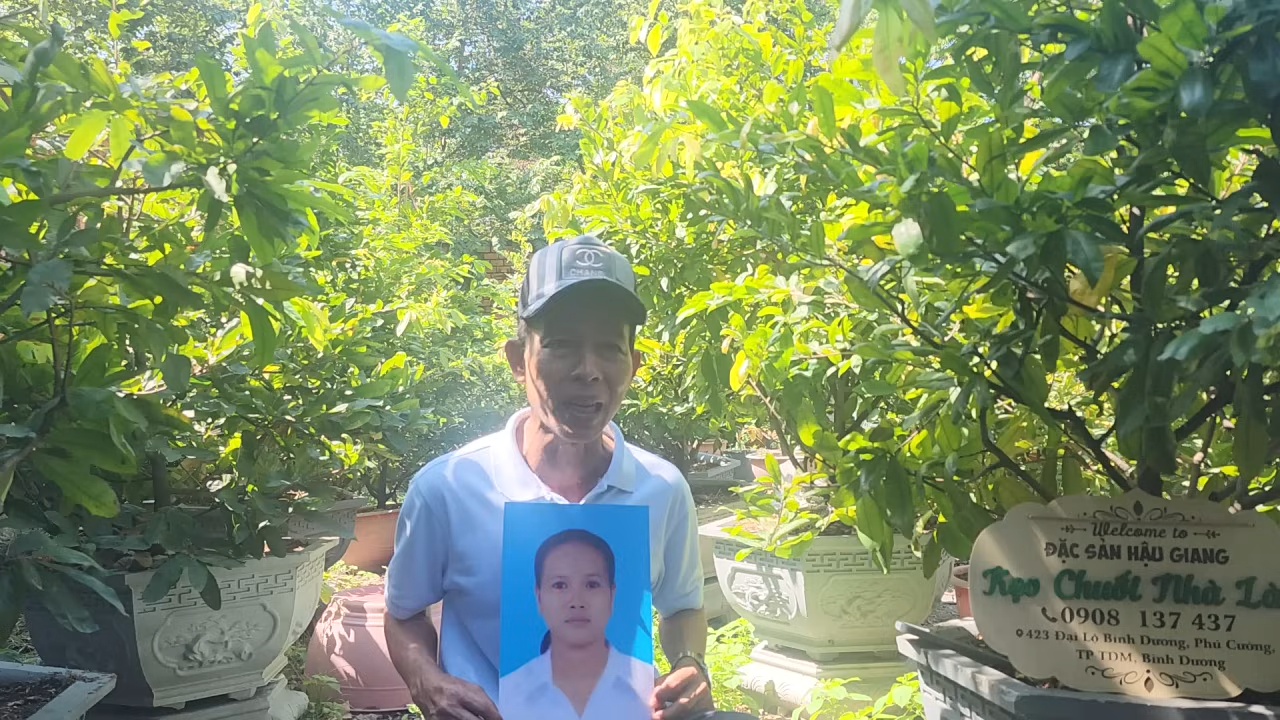 CHANEL
Welcome to
ĐẶC SẢN HẬU GIANG
Kẹo Chuối Nhà Là
0908 137 437
423 Đại Lộ Bình Dương, Phú Cường,
TP TDM, Bình Dương